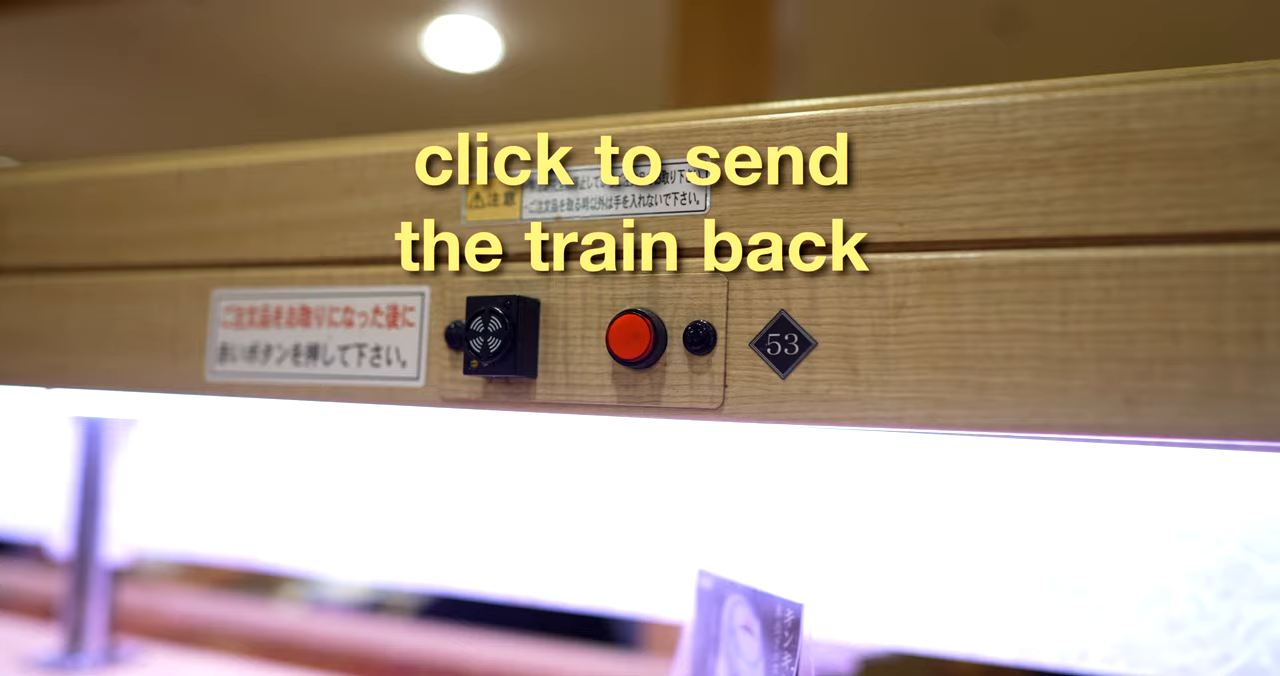 click to send
the train back
⚠注意
・ご注文品を取る時以外は手を入れないで下さい。
ご注文品をお取りになった後に
赤いボタンを押して下さい。
53